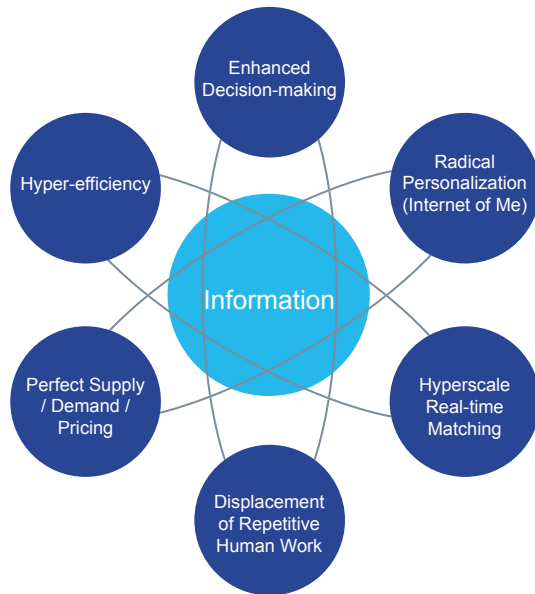 Enhanced
Decision-making
Hyper-efficiency
Radical
Personalization
(Internet of Me)
Information
Perfect Supply
/ Demand /
Pricing
Hyperscale
Real-time
Matching
Displacement
of Repetitive
Human Work